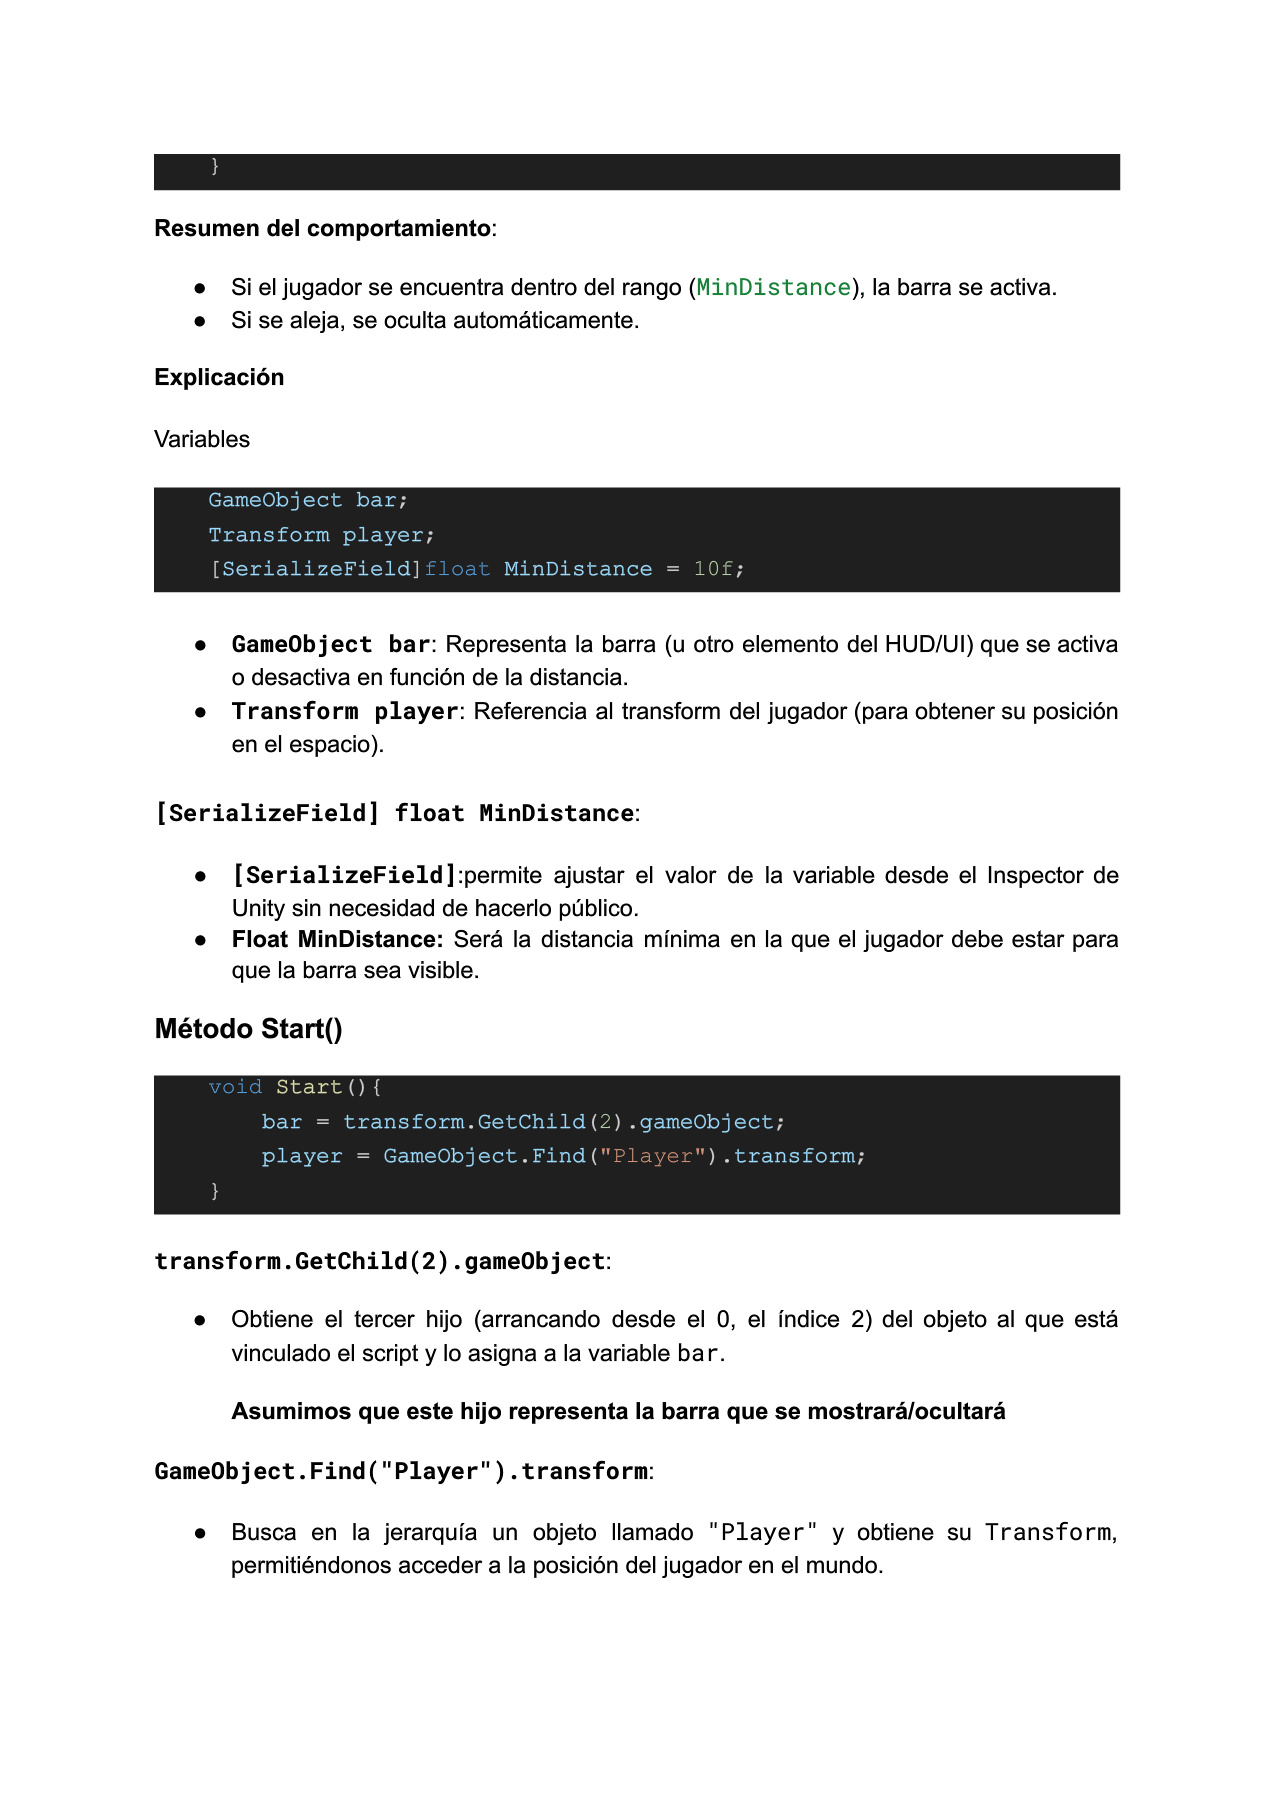 }
Resumen del comportamiento:
● Si el jugador se encuentra dentro del rango (MinDistance), la barra se activa.
● Si se aleja, se oculta automáticamente.
Explicación
Variables
GameObject bar;
Transform player;
[SerializeField]float MinDistance = 10f;
● GameObject bar: Representa la barra (u otro elemento del HUD/UI) que se activa
o desactiva en función de la distancia.
● Transform player: Referencia al transform del jugador (para obtener su posición
en el espacio).
[SerializeField] float MinDistance:
● [SerializeField]:permite ajustar el valor de la variable desde el Inspector de
Unity sin necesidad de hacerlo público.
● Float MinDistance: Será la distancia mínima en la que el jugador debe estar para
que la barra sea visible.
Método Start()
void Start(){
bar = transform.GetChild(2).gameObject;
player = GameObject.Find("Player").transform;
}
transform.GetChild(2).gameObject:
● Obtiene el tercer hijo (arrancando desde el 0, el índice 2) del objeto al que está
vinculado el script y lo asigna a la variable bar.
Asumimos que este hijo representa la barra que se mostrará/ocultará
GameObject.Find("Player").transform:
● Busca en la jerarquía un objeto llamado "Player" y obtiene su Transform,
permitiéndonos acceder a la posición del jugador en el mundo.